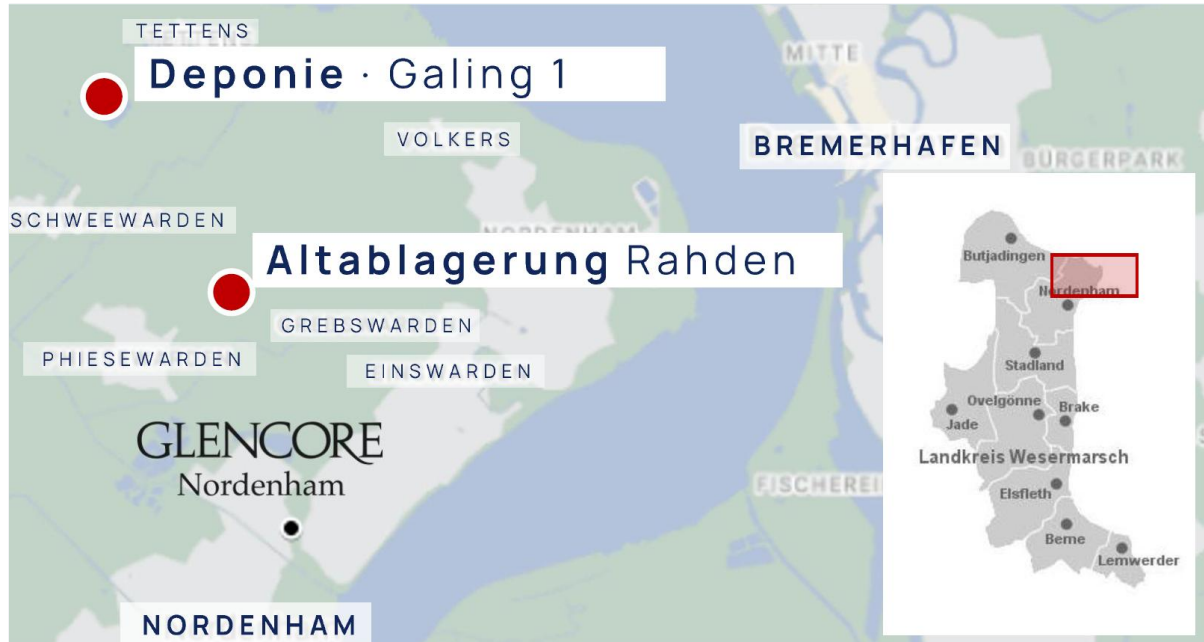 TETTENS
MITTE
Deponie · Galing 1
VOLKERS
BREMERHAFEN
BÜRGERPARK
SCHWEEWARDEN
NORDENHAM
Altablagerung Rahden
GREBSWARDEN
PHIESEWARDEN
EINSWARDEN
GLENCORE
Nordenham
FISCHEREI
NORDENHAM
Butjadingen
Nordenham
Stadland
Ovelgönne
Brake
Jade
Landkreis Wesermarsch
Elsfleth
Berne
Lemwerder